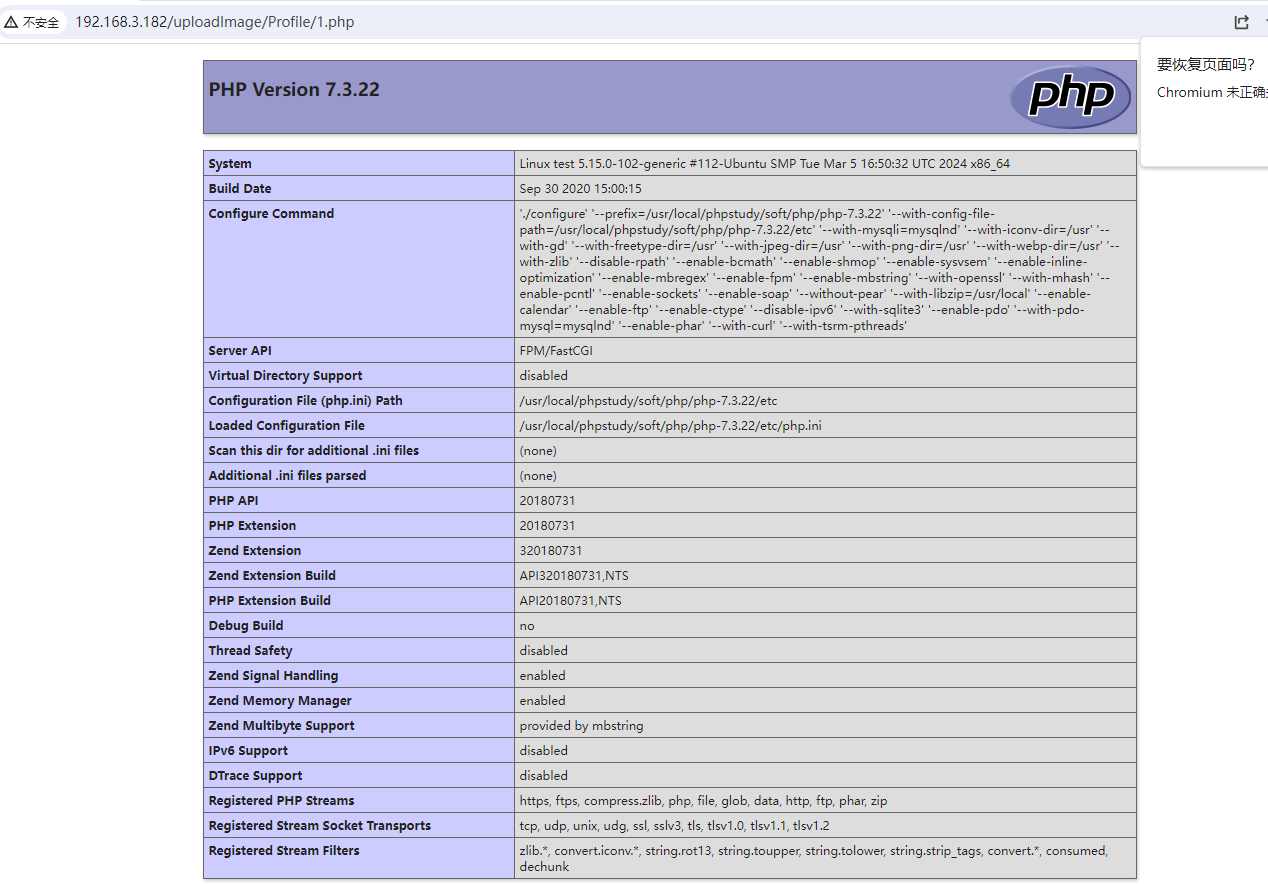 不安全 192.168.3.182/uploadImage/Profile/1.php
要恢复页面吗?
Chromium 未正确
PHP Version 7.3.22
php
System Linux test 5.15.0-102-generic #112-Ubuntu SMP Tue Mar 5 16:50:32 UTC 2024 x86_64
Build Date Sep 30 2020 15:00:15
Configure Command './configure' '--prefix=/usr/local/phpstudy/soft/php/php-7.3.22' '--with-config-file-
path=/usr/local/phpstudy/soft/php/php-7.3.22/etc' '--with-mysqli=mysqlnd' '--with-iconv-dir=/usr' '--
with-gd' '--with-freetype-dir=/usr' '--with-jpeg-dir=/usr' '--with-png-dir=/usr' '--with-webp-dir=/usr' '--
with-zlib' '--disable-rpath' '--enable-bcmath' '--enable-shmop' '--enable-sysvsem' '--enable-inline-
optimization' '--enable-mbregex' '--enable-fpm' '--enable-mbstring' '--with-openssl' '--with-mhash' '--
enable-pcntl' '--enable-sockets' '--enable-soap' '--without-pear' '--with-libzip=/usr/local' '--enable-
calendar' '--enable-ftp' '--enable-ctype' '--disable-ipv6' '--with-sqlite3' '--enable-pdo' '--with-pdo-
mysql=mysqlnd' '--enable-phar' '--with-curl' '--with-tsrm-pthreads'
Server API FPM/FastCGI
Virtual Directory Support disabled
Configuration File (php.ini) Path /usr/local/phpstudy/soft/php/php-7.3.22/etc
Loaded Configuration File /usr/local/phpstudy/soft/php/php-7.3.22/etc/php.ini
Scan this dir for additional .ini files (none)
Additional .ini files parsed (none)
PHP API 20180731
PHP Extension 20180731
Zend Extension 320180731
Zend Extension Build API320180731,NTS
PHP Extension Build API20180731,NTS
Debug Build no
Thread Safety disabled
Zend Signal Handling enabled
Zend Memory Manager enabled
Zend Multibyte Support provided by mbstring
IPv6 Support disabled
DTrace Support disabled
Registered PHP Streams https, ftps, compress.zlib, php, file, glob, data, http, ftp, phar, zip
Registered Stream Socket Transports tcp, udp, unix, udg, ssl, sslv3, tls, tlsv1.0, tlsv1.1, tlsv1.2
Registered Stream Filters zlib.*, convert.iconv.*, string.rot13, string.toupper, string.tolower, string.strip_tags, convert.*, consumed,
dechunk